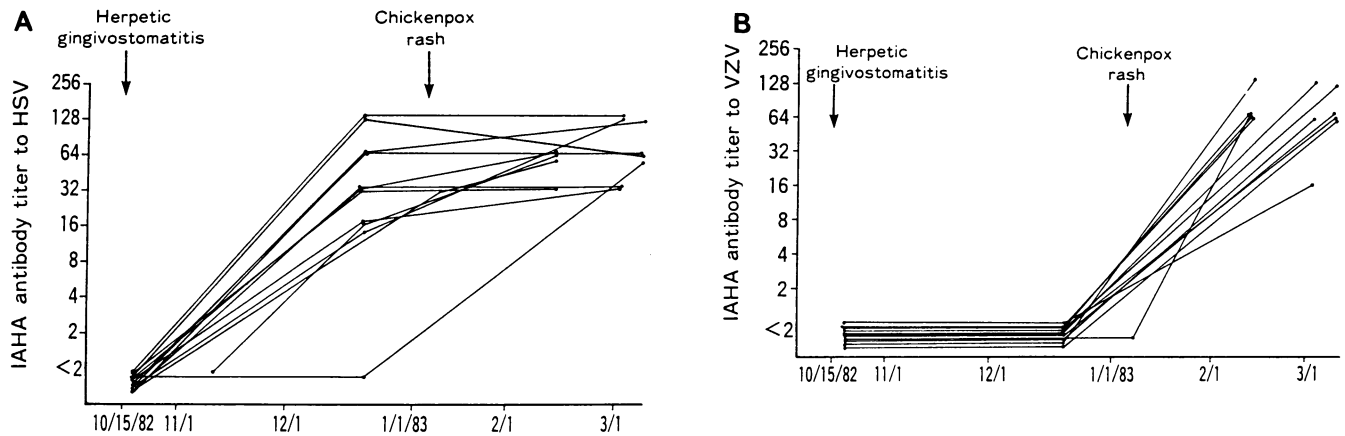 A
Herpetic
gingivostomatitis
Chickenpox
rash
IAHA antibody titer to HSV
256
128
64
32
16
8
4
2
<2
10/15/82 11/1 12/1 1/1/83 2/1 3/1
B
Herpetic
gingivostomatitis
Chickenpox
rash
IAHA antibody titer to VZV
256
128
64
32
16
8
4
2
<2
10/15/82 11/1 12/1 1/1/83 2/1 3/1